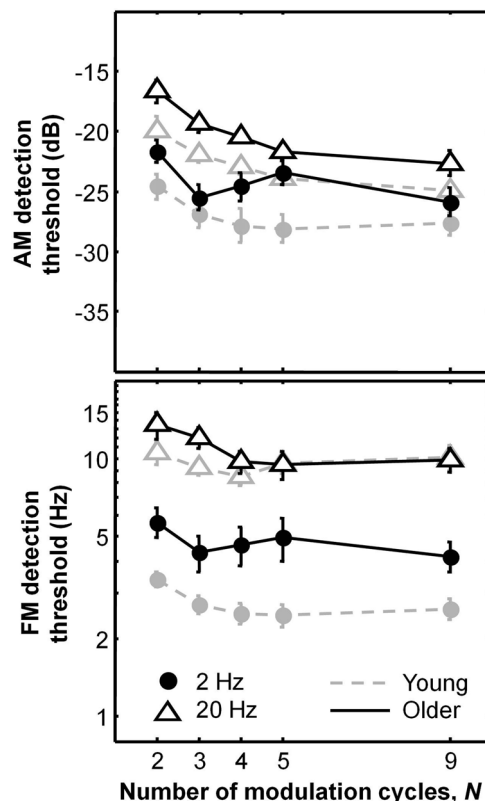 AM detection
threshold (dB)
-15
-20
-25
-30
-35
FM detection
threshold (Hz)
15
10
5
2
1
2 Hz
Young
20 Hz
Older
2
3
4
5
9
Number of modulation cycles, N